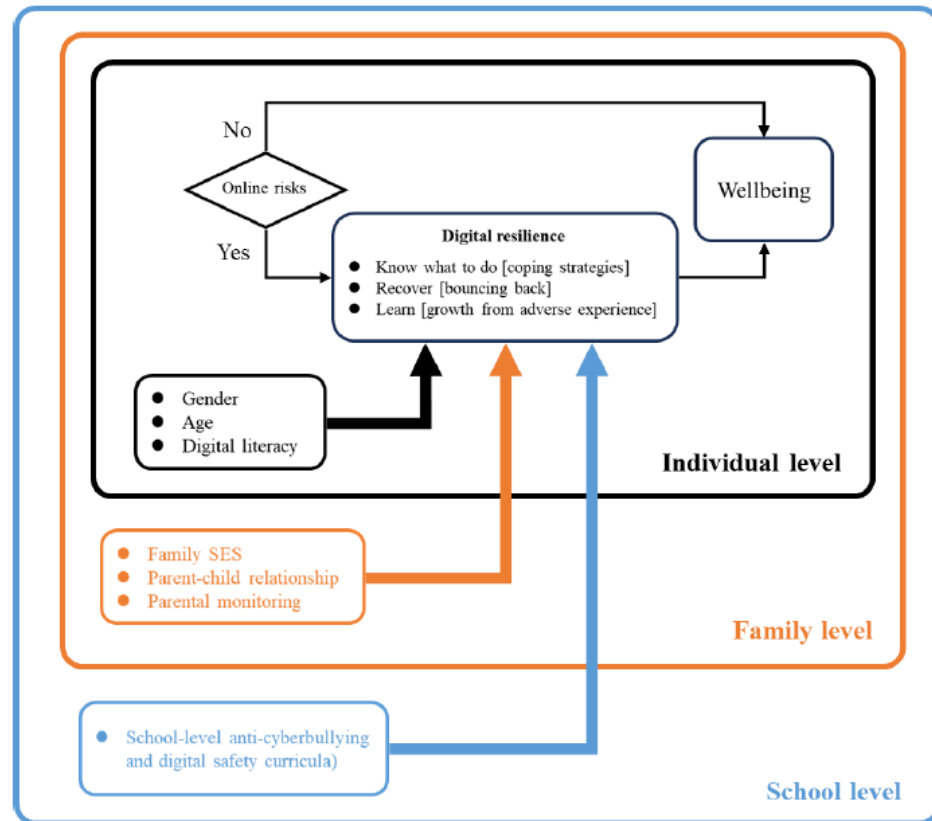 No
Online risks
Yes
Wellbeing
Digital resilience
● Know what to do [coping strategies]
● Recover [bouncing back]
● Learn [growth from adverse experience]
● Gender
● Age
● Digital literacy
Individual level
● Family SES
● Parent-child relationship
● Parental monitoring
Family level
● School-level anti-cyberbullying
and digital safety curricula)
School level